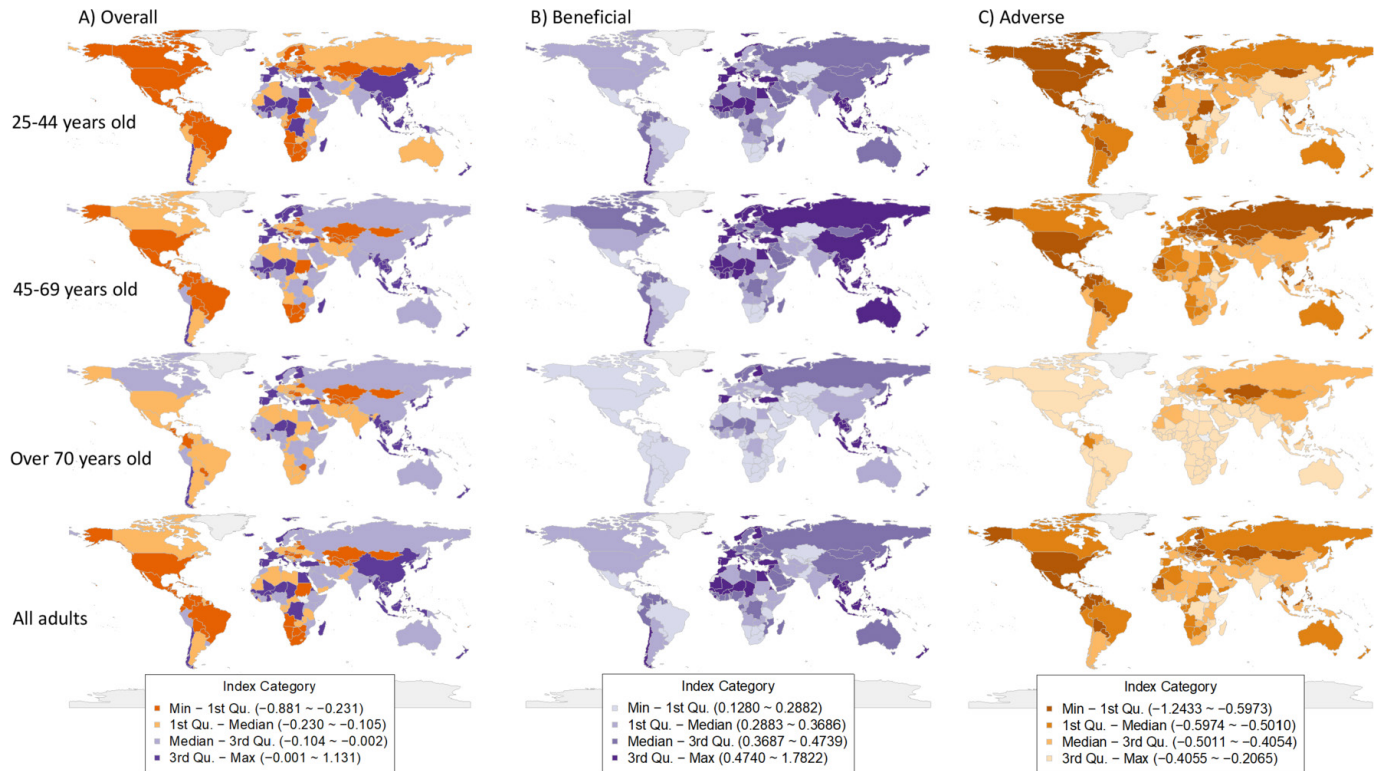 A) Overall
B) Beneficial
C) Adverse
25-44 years old
45-69 years old
Over 70 years old
All adults
Index Category
Min − 1st Qu. (−0.881 ~ −0.231)
1st Qu. − Median (−0.230 ~ −0.105)
Median − 3rd Qu. (−0.104 ~ −0.002)
3rd Qu. − Max (−0.001 ~ 1.131)
Index Category
Min − 1st Qu. (0.1280 ~ 0.2882)
1st Qu. − Median (0.2883 ~ 0.3686)
Median − 3rd Qu. (0.3687 ~ 0.4739)
3rd Qu. − Max (0.4740 ~ 1.7822)
Index Category
Min − 1st Qu. (−1.2433 ~ −0.5973)
1st Qu. − Median (−0.5974 ~ −0.5010)
Median − 3rd Qu. (−0.5011 ~ −0.4054)
3rd Qu. − Max (−0.4055 ~ −0.2065)